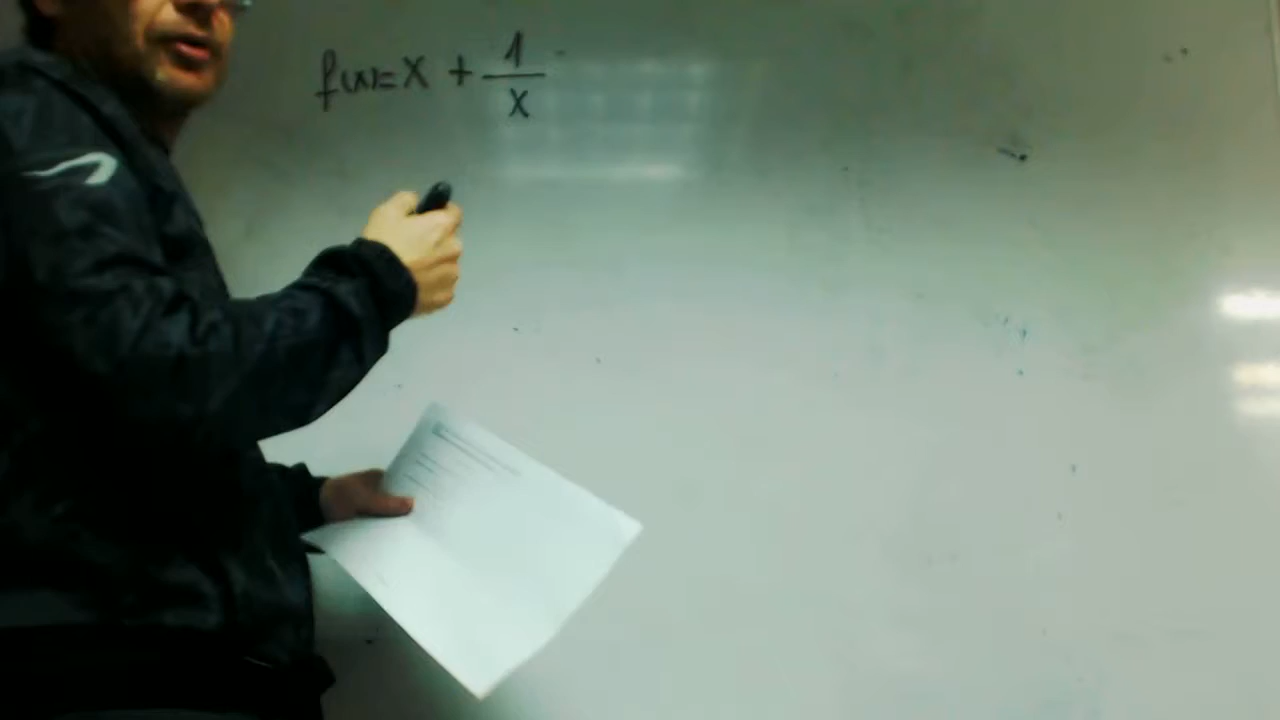 f(x)=x + 1/x